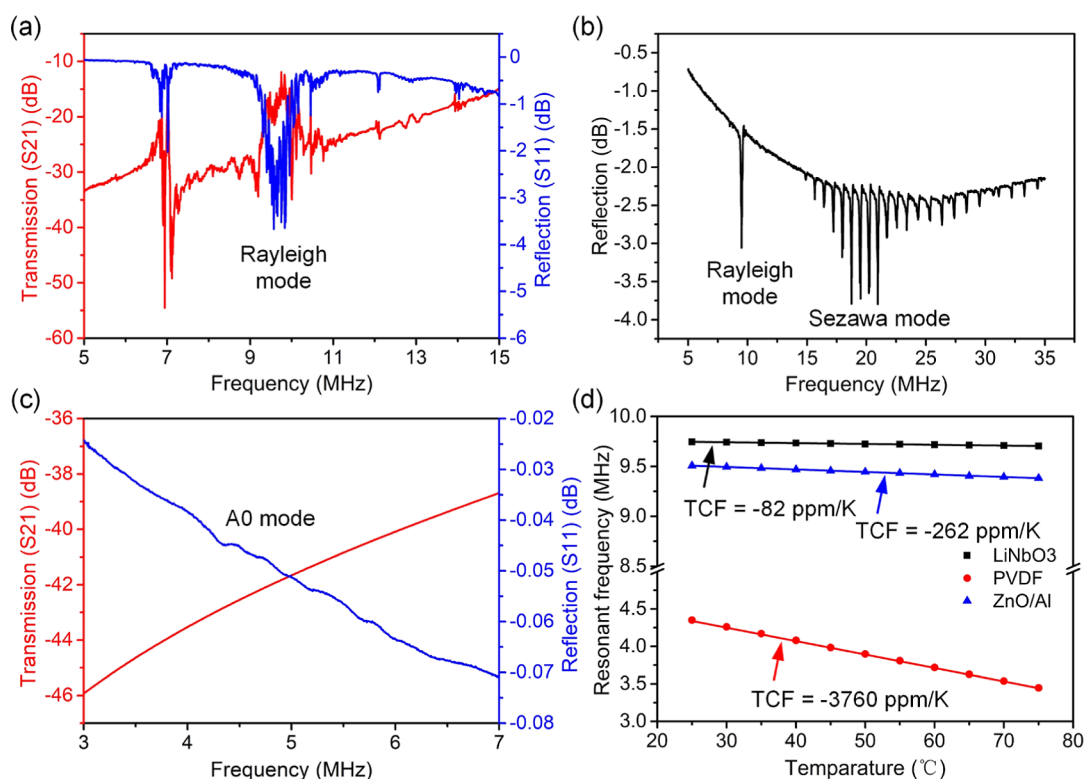 (a)
Transmission (S21) (dB)
-10
-20
-30
-40
-50
-60
5
7
9
11
13
15
Frequency (MHz)
0
-1
-2
-3
-4
-5
-6
Reflection (S11) (dB)
Rayleigh
mode
(b)
Reflection (dB)
-0.5
-1.0
-1.5
-2.0
-2.5
-3.0
-3.5
-4.0
5
10
15
20
25
30
35
Frequency (MHz)
Rayleigh
mode
Sezawa mode
(c)
Transmission (S21) (dB)
-36
-38
-40
-42
-44
-46
3
4
5
6
7
Frequency (MHz)
-0.02
-0.03
-0.04
-0.05
-0.06
-0.07
-0.08
Reflection (S11) (dB)
A0 mode
(d)
Resonant frequency (MHz)
10.0
9.5
9.0
8.5
4.5
4.0
3.5
3.0
20
30
40
50
60
70
80
Temparature (℃)
TCF = -82 ppm/K
TCF = -262 ppm/K
LiNbO3
PVDF
ZnO/Al
TCF = -3760 ppm/K